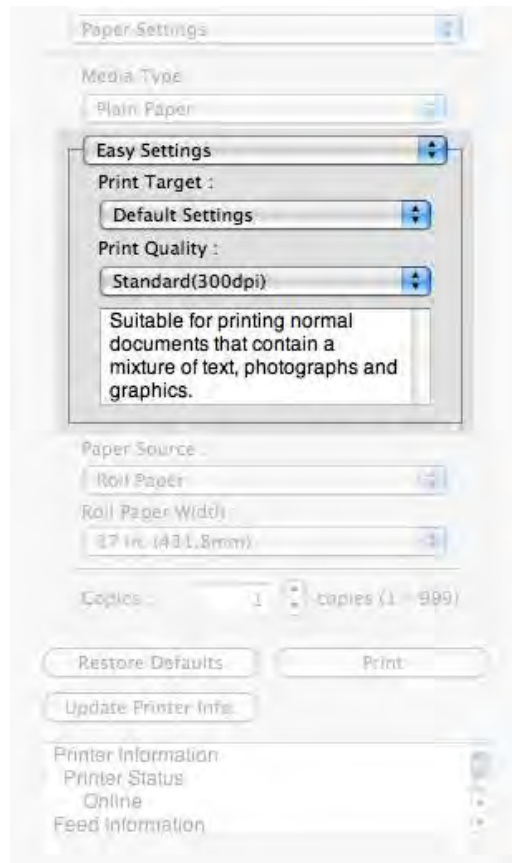 Paper Settings
Media Type
Plain Paper
Easy Settings
Print Target :
Default Settings
Print Quality :
Standard(300dpi)
Suitable for printing normal
documents that contain a
mixture of text, photographs and
graphics.
Paper Source :
Roll Paper
Roll Paper Width
17 in. (431.8mm)
Copies : 1 copies (1 - 999)
Restore Defaults Print
Update Printer Info.
Printer Information
Printer Status
Online
Feed Information